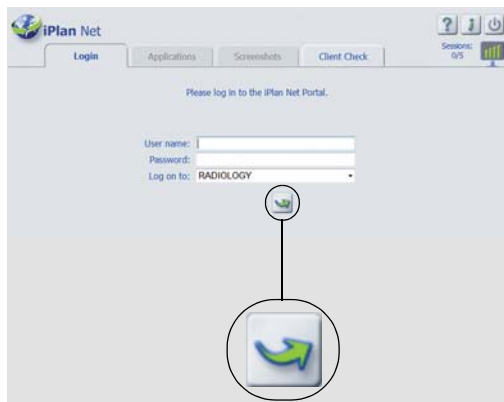 iPlan Net
?
i
Sessions:
0/5
Login
Applications
Screenshots
Client Check
Please log in to the iPlan Net Portal.
User name:
Password:
Log on to: RADIOLOGY